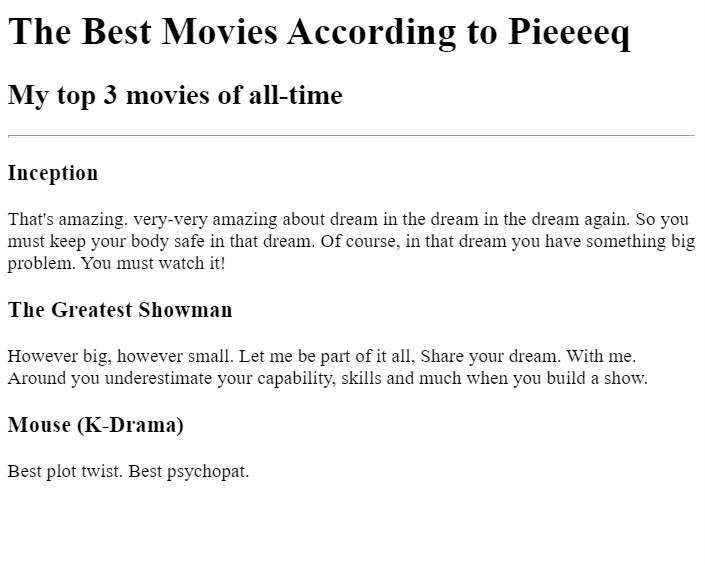 The Best Movies According to Pieeeeq
My top 3 movies of all-time
Inception
That's amazing. very-very amazing about dream in the dream in the dream again. So you
must keep your body safe in that dream. Of course, in that dream you have something big
problem. You must watch it!
The Greatest Showman
However big, however small. Let me be part of it all, Share your dream. With me.
Around you underestimate your capability, skills and much when you build a show.
Mouse (K-Drama)
Best plot twist. Best psychopat.